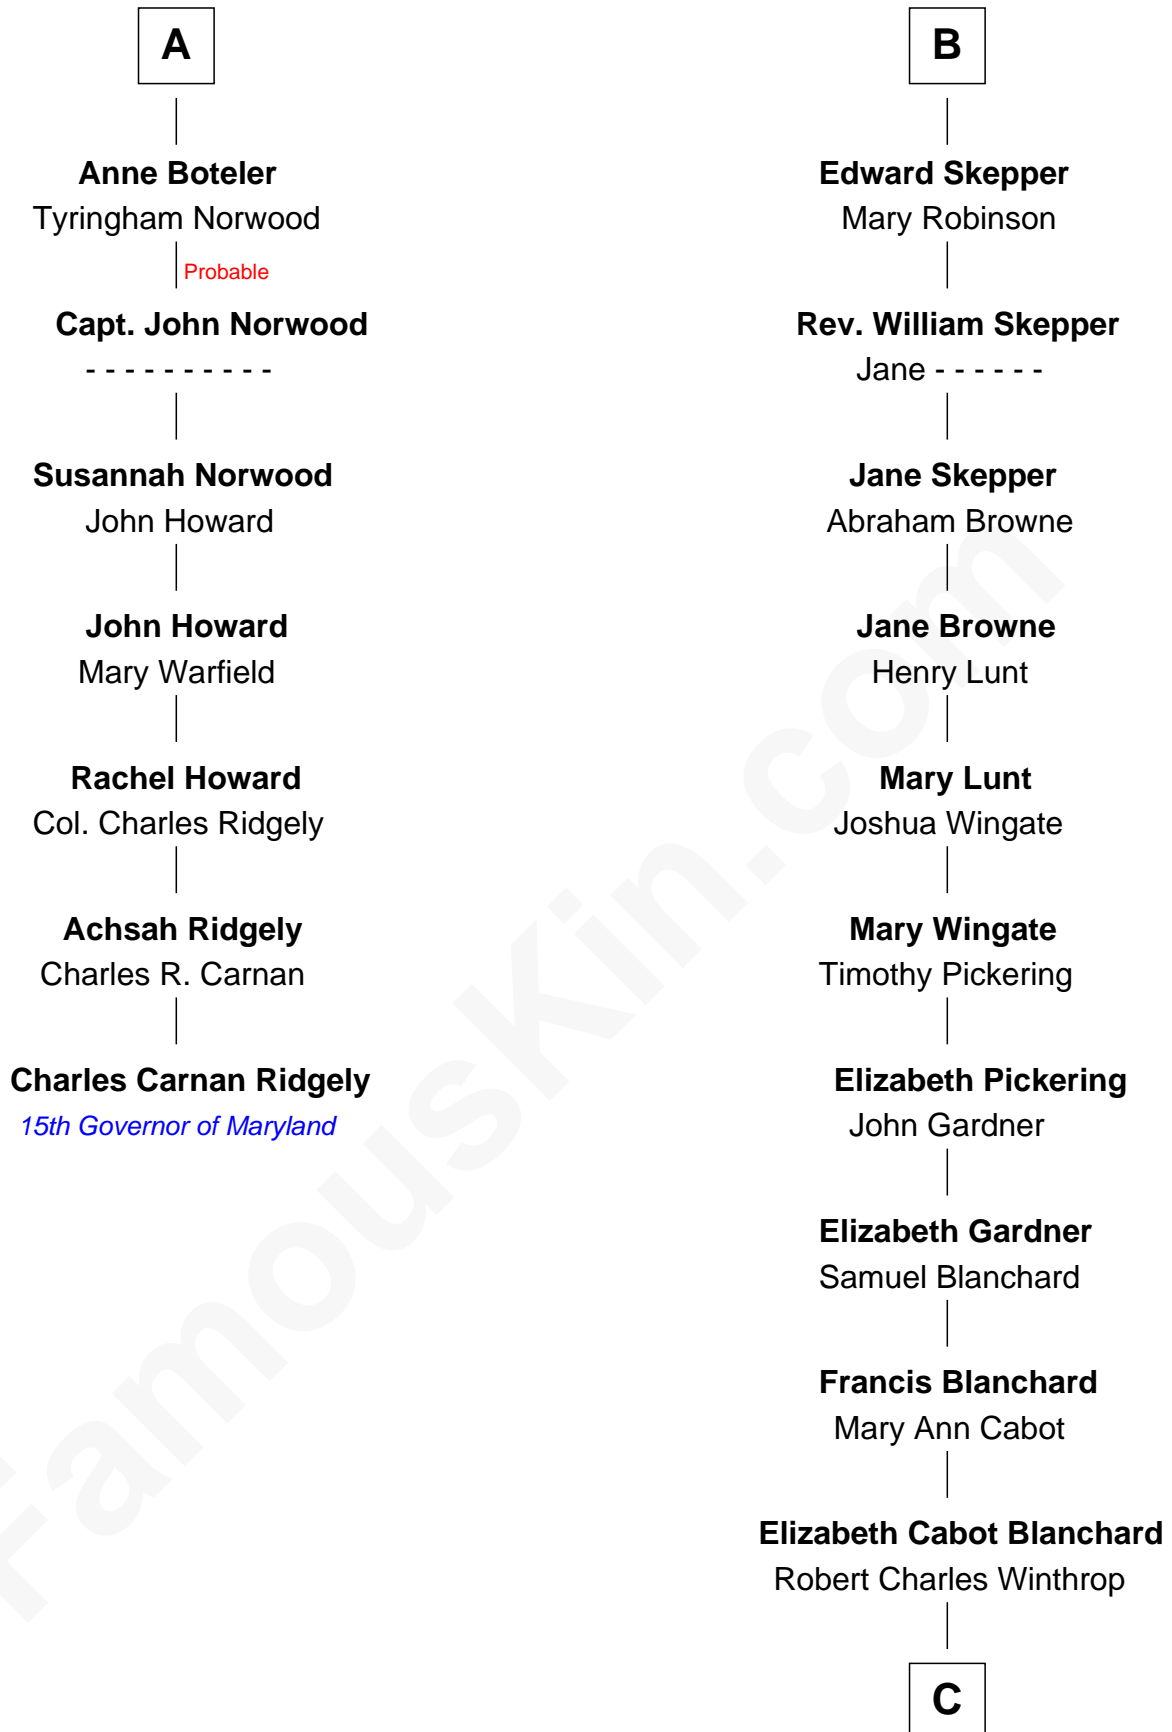 A
Anne Boteler
Tyringham Norwood
Probable
Capt. John Norwood
- - - - - - - - - -
Susannah Norwood
John Howard
John Howard
Mary Warfield
Rachel Howard
Col. Charles Ridgely
Achsah Ridgely
Charles R. Carnan
Charles Carnan Ridgely
15th Governor of Maryland
B
Edward Skepper
Mary Robinson
Rev. William Skepper
Jane - - - - - -
Jane Skepper
Abraham Browne
Jane Browne
Henry Lunt
Mary Lunt
Joshua Wingate
Mary Wingate
Timothy Pickering
Elizabeth Pickering
John Gardner
Elizabeth Gardner
Samuel Blanchard
Francis Blanchard
Mary Ann Cabot
Elizabeth Cabot Blanchard
Robert Charles Winthrop
C
FamousKin.com